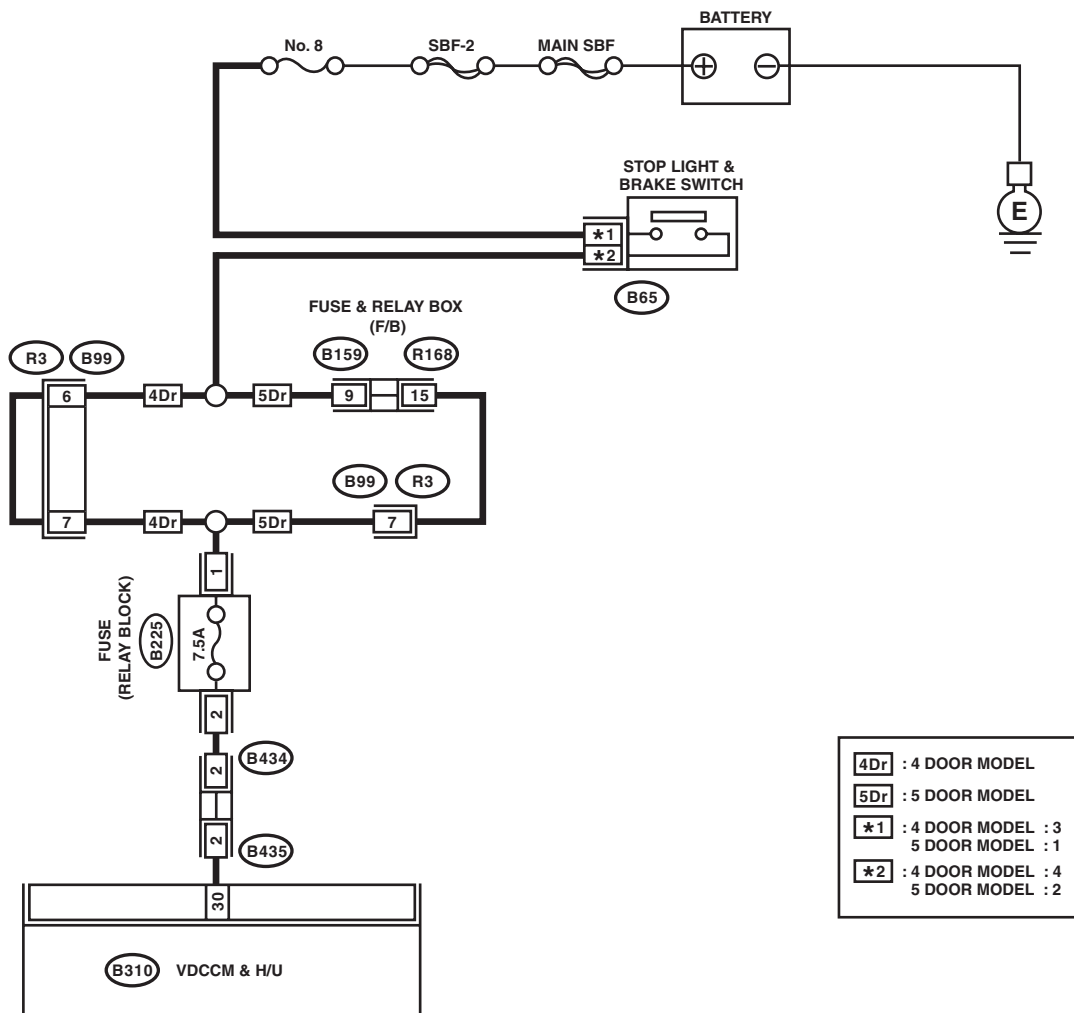 BATTERY
No. 8
SBF-2
MAIN SBF
+
−
E
STOP LIGHT &
BRAKE SWITCH
*1
*2
B65
FUSE & RELAY BOX
(F/B)
R3
B99
B159
R168
6
4Dr
5Dr
9
15
B99
R3
7
4Dr
5Dr
7
1
FUSE
(RELAY BLOCK)
B225
7.5A
2
B434
2
2
B435
30
B310
VDCCM & H/U
4Dr : 4 DOOR MODEL
5Dr : 5 DOOR MODEL
*1 : 4 DOOR MODEL : 3
5 DOOR MODEL : 1
*2 : 4 DOOR MODEL : 4
5 DOOR MODEL : 2